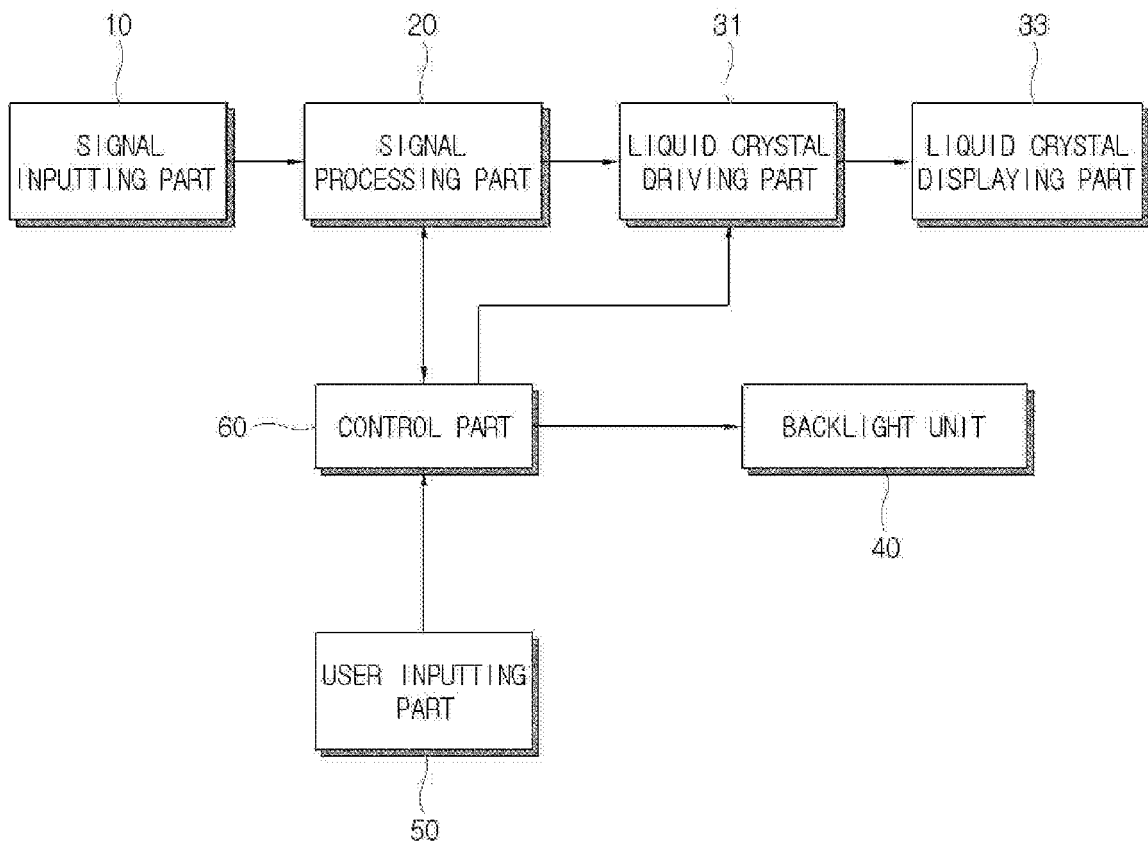 10
20
31
33
SIGNAL
INPUTTING PART
SIGNAL
PROCESSING PART
LIQUID CRYSTAL
DRIVING PART
LIQUID CRYSTAL
DISPLAYING PART
60
CONTROL PART
BACKLIGHT UNIT
40
USER INPUTTING
PART
50